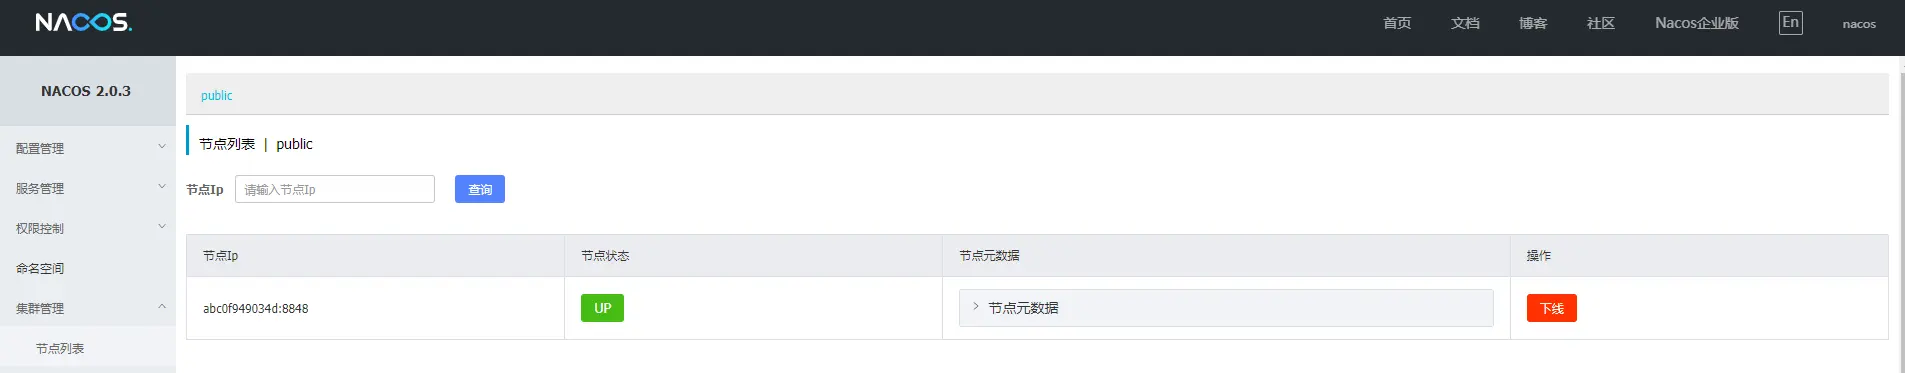 NACOS.
首页 文档 博客 社区 Nacos企业版 En nacos
NACOS 2.0.3
配置管理
服务管理
权限控制
命名空间
集群管理
节点列表
public
节点列表 | public
节点Ip 请输入节点Ip 查询
节点Ip 节点状态 节点元数据 操作
abc0f949034d:8848 UP 节点元数据 下线